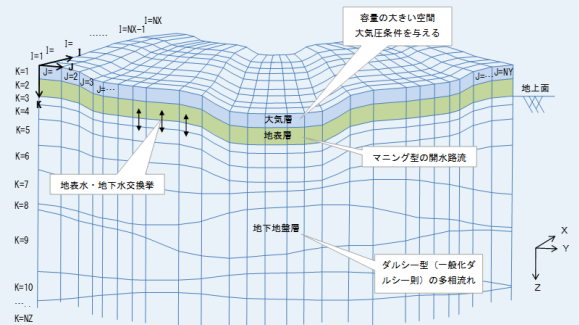 I=NX
I=NX-1
……
I=
I=
I=1
I
J=
J
J=2
J=3
J=…
K
K=1
K=2
K=3
K=4
K=5
K=6
K=7
K=8
K=9
K=10
….
K=NZ
容量の大きい空間
大気圧条件を与える
J=…
J=NY
地上面
大気層
地表層
マニング型の開水路流
地表水・地下水交換挙
地下地盤層
ダルシー型（一般化ダ
ルシー則）の多相流れ
X
Y
Z